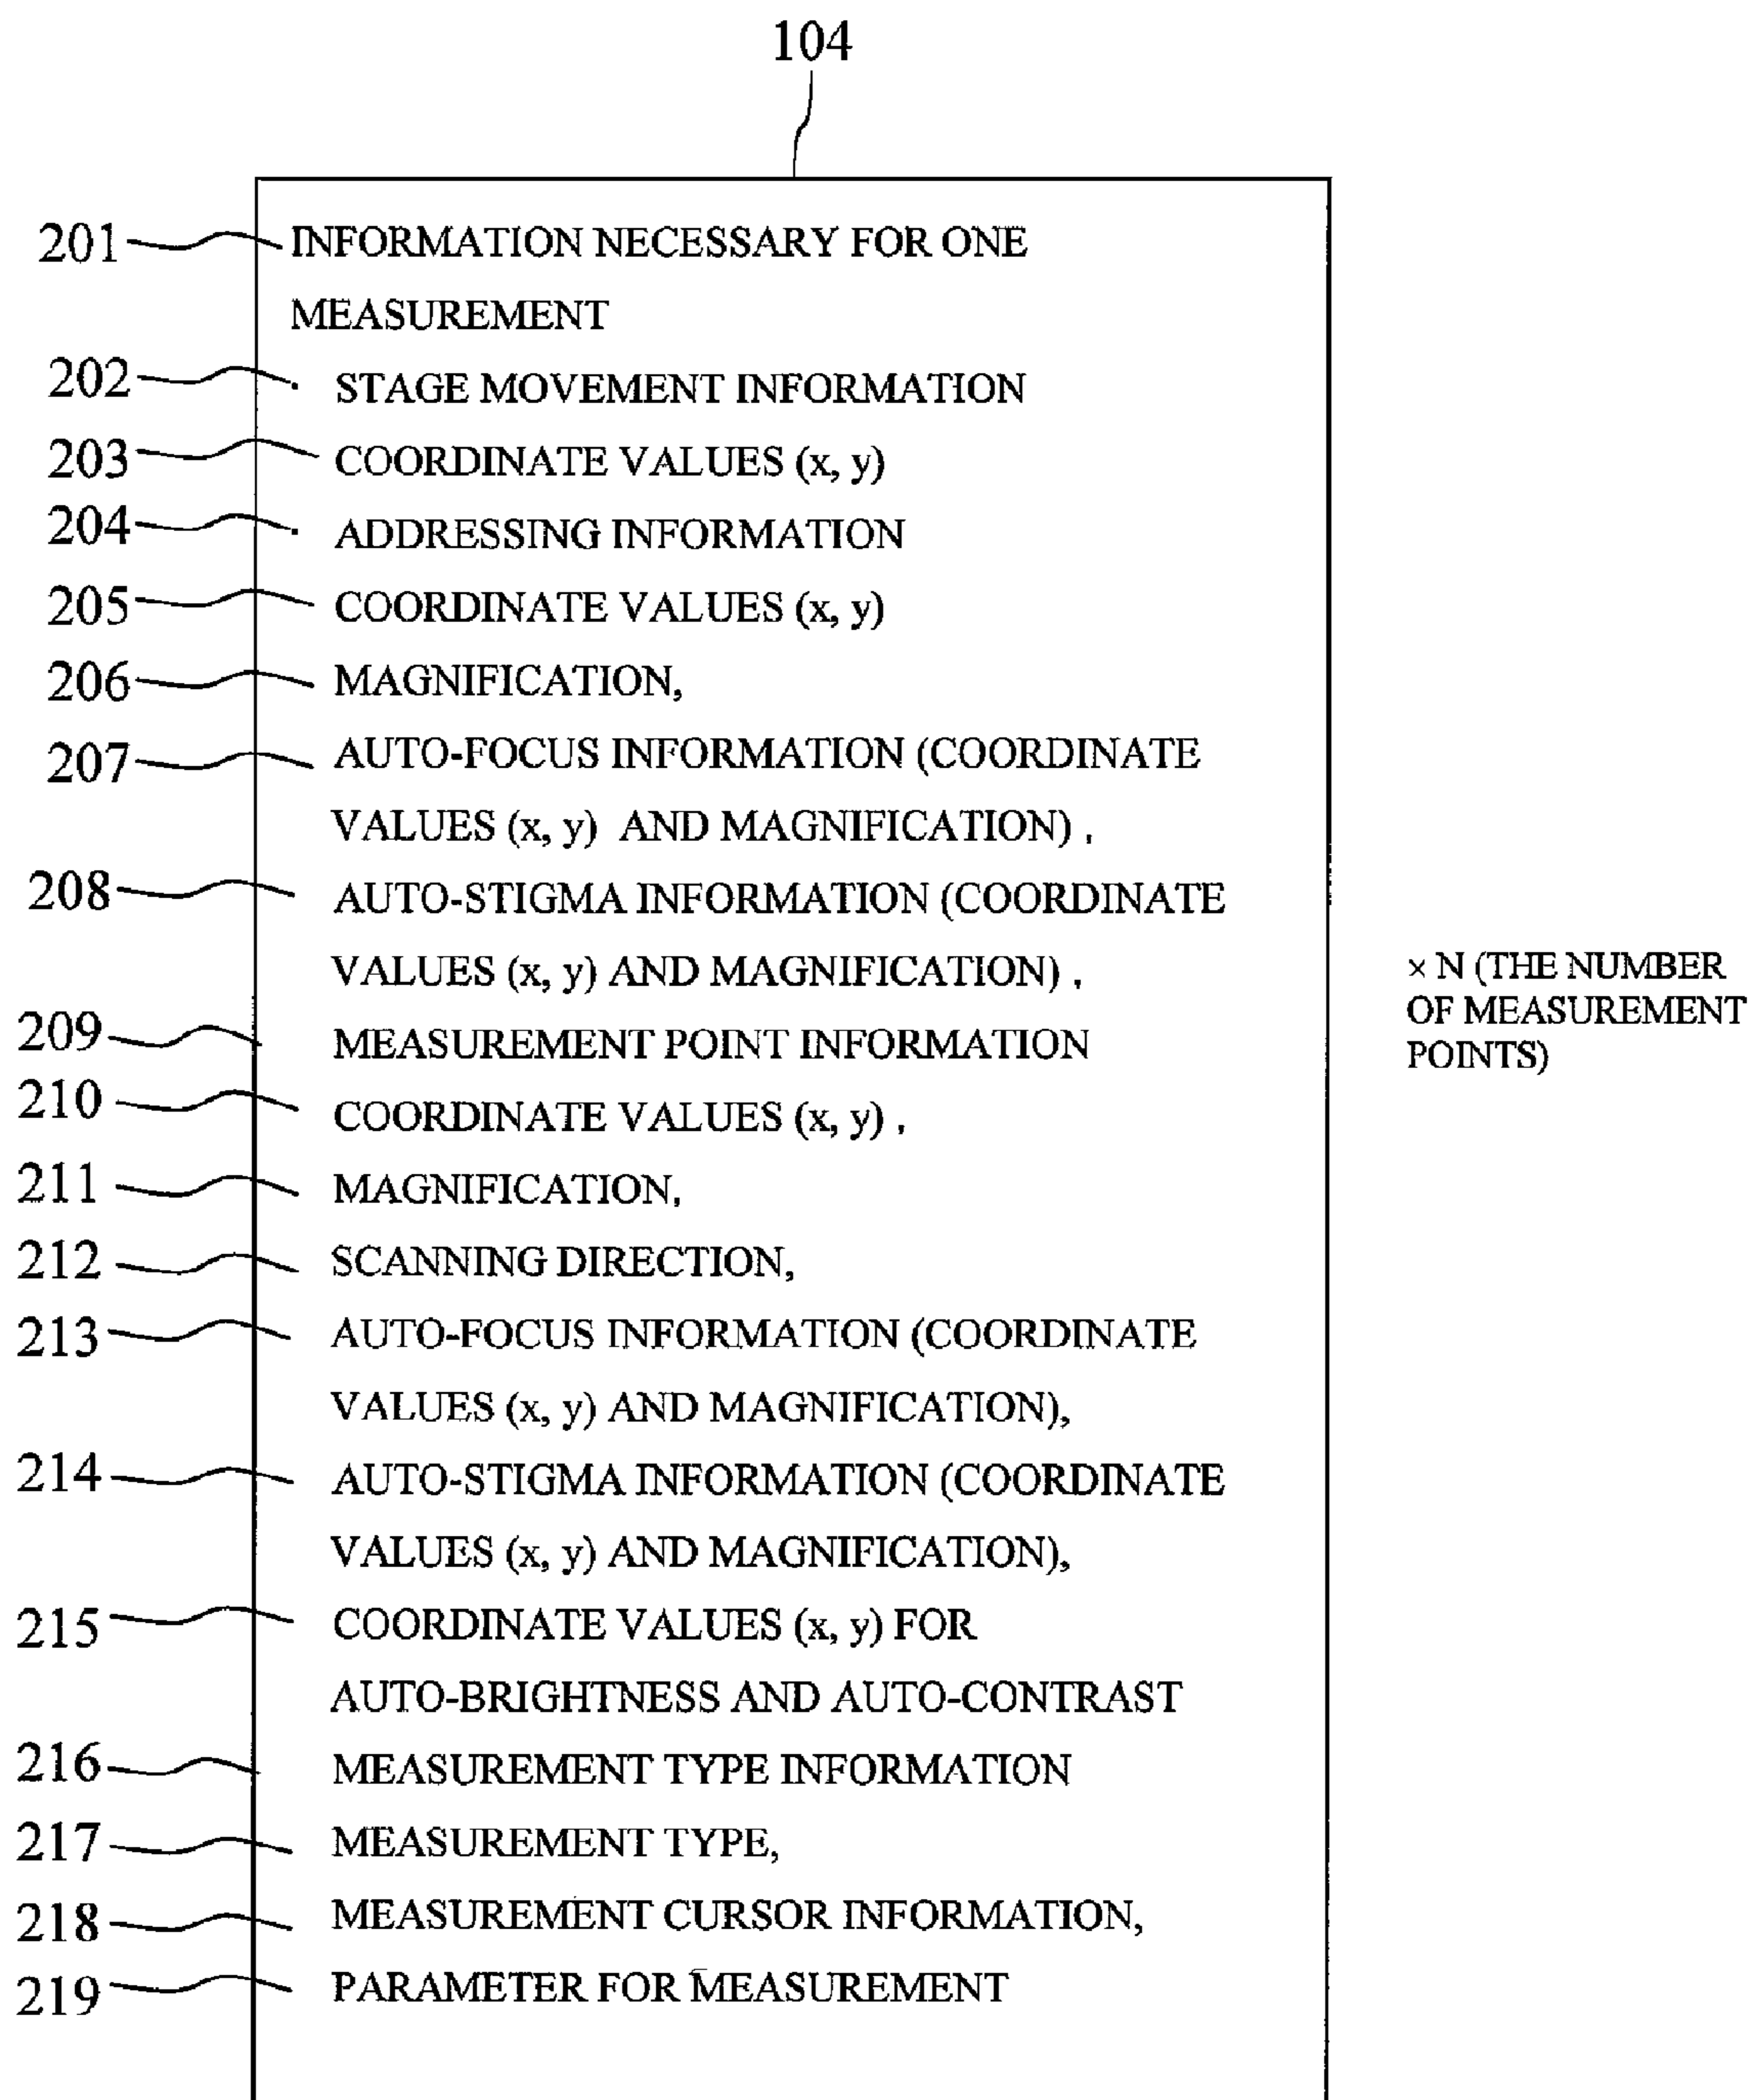 104
201 INFORMATION NECESSARY FOR ONE
MEASUREMENT
202 · STAGE MOVEMENT INFORMATION
203 COORDINATE VALUES (x, y)
204 · ADDRESSING INFORMATION
205 COORDINATE VALUES (x, y)
206 MAGNIFICATION,
207 AUTO-FOCUS INFORMATION (COORDINATE
VALUES (x, y) AND MAGNIFICATION) ,
208 AUTO-STIGMA INFORMATION (COORDINATE
VALUES (x, y) AND MAGNIFICATION) ,
209 MEASUREMENT POINT INFORMATION
210 COORDINATE VALUES (x, y) ,
211 MAGNIFICATION,
212 SCANNING DIRECTION,
213 AUTO-FOCUS INFORMATION (COORDINATE
VALUES (x, y) AND MAGNIFICATION),
214 AUTO-STIGMA INFORMATION (COORDINATE
VALUES (x, y) AND MAGNIFICATION),
215 COORDINATE VALUES (x, y) FOR
AUTO-BRIGHTNESS AND AUTO-CONTRAST
216 MEASUREMENT TYPE INFORMATION
217 MEASUREMENT TYPE,
218 MEASUREMENT CURSOR INFORMATION,
219 PARAMETER FOR MEASUREMENT
× N (THE NUMBER
OF MEASUREMENT
POINTS)